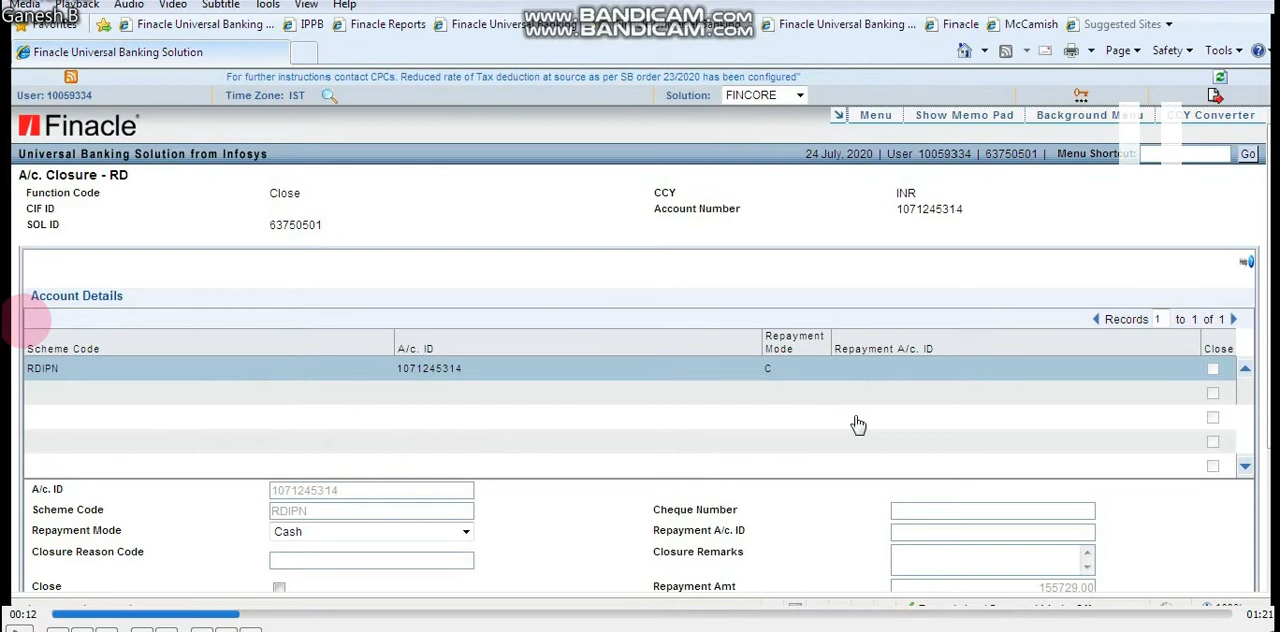 Media Playback Audio Video Subtitle Tools View Help
Ganesh.B
www.BANDICAM.com
www.BANDICAM.com
Favorites Finacle Universal Banking ... IPPB Finacle Reports Finacle Universal Banking Finacle Universal Banking ... Finacle McCamish Suggested Sites
Finacle Universal Banking Solution Page Safety Tools
For further instructions contact CPCs. Reduced rate of Tax deduction at source as per SB order 23/2020 has been configured"
User: 10059334 Time Zone: IST Solution: FINCORE
Finacle Menu Show Memo Pad Background Menu CCY Converter
Universal Banking Solution from Infosys 24 July, 2020 | User 10059334 | 63750501 | Menu Shortcut: Go
A/c. Closure - RD
Function Code Close CCY INR
CIF ID Account Number 1071245314
SOL ID 63750501
Account Details
Records 1 to 1 of 1
Scheme Code A/c. ID Repayment Mode Repayment A/c. ID Close
RDIPN 1071245314 C
A/c. ID 1071245314
Scheme Code RDIPN Cheque Number
Repayment Mode Cash Repayment A/c. ID
Closure Reason Code Closure Remarks
Close Repayment Amt 155729.00
00:12 01:21